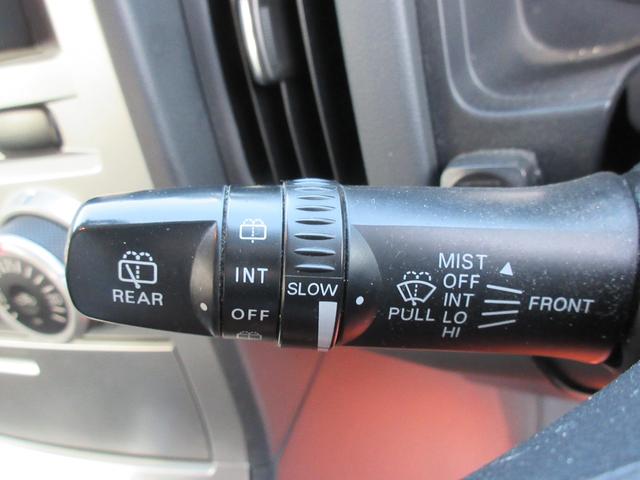 REAR
INT
OFF
SLOW
PULL
MIST
OFF
INT
LO
HI
FRONT